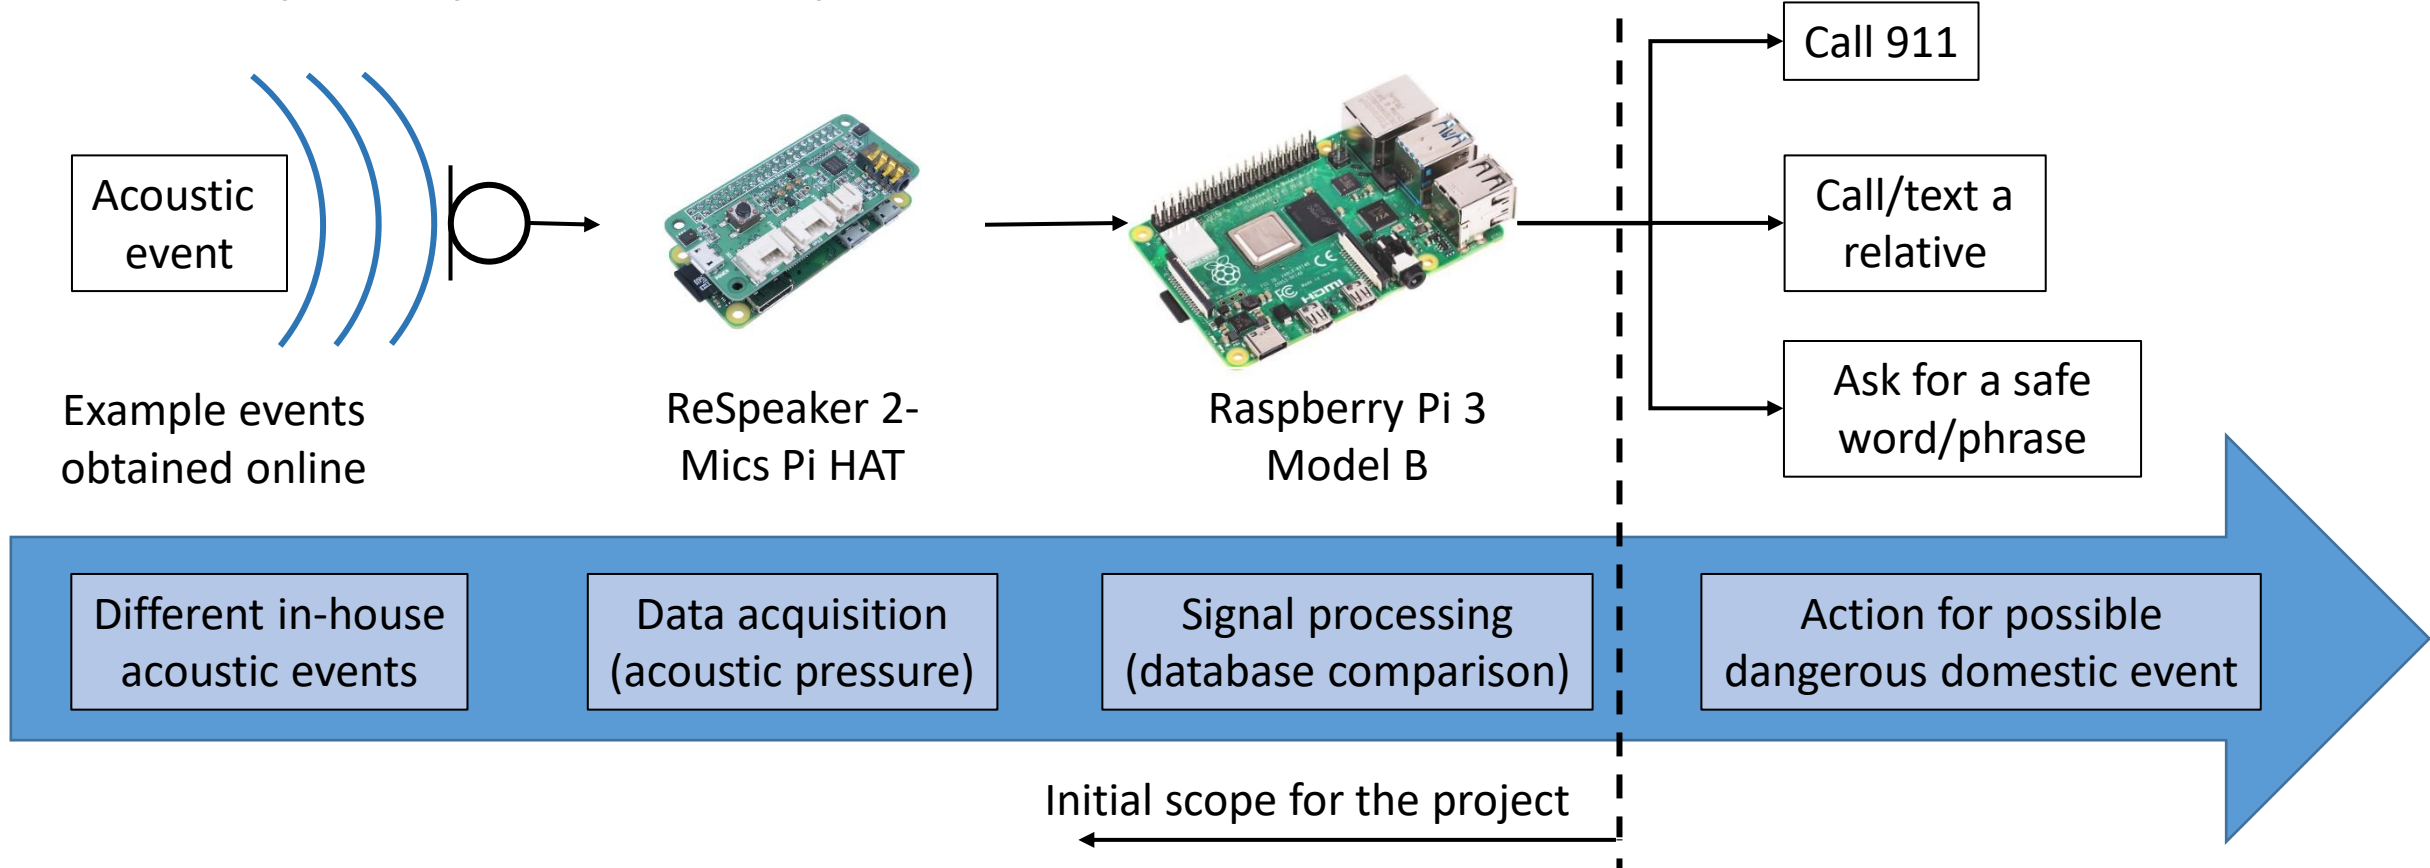 Call 911
Acoustic
event
Call/text a
relative
Ask for a safe
word/phrase
Example events
obtained online
ReSpeaker 2-
Mics Pi HAT
Raspberry Pi 3
Model B
HDMI
Different in-house
acoustic events
Data acquisition
(acoustic pressure)
Signal processing
(database comparison)
Action for possible
dangerous domestic event
Initial scope for the project